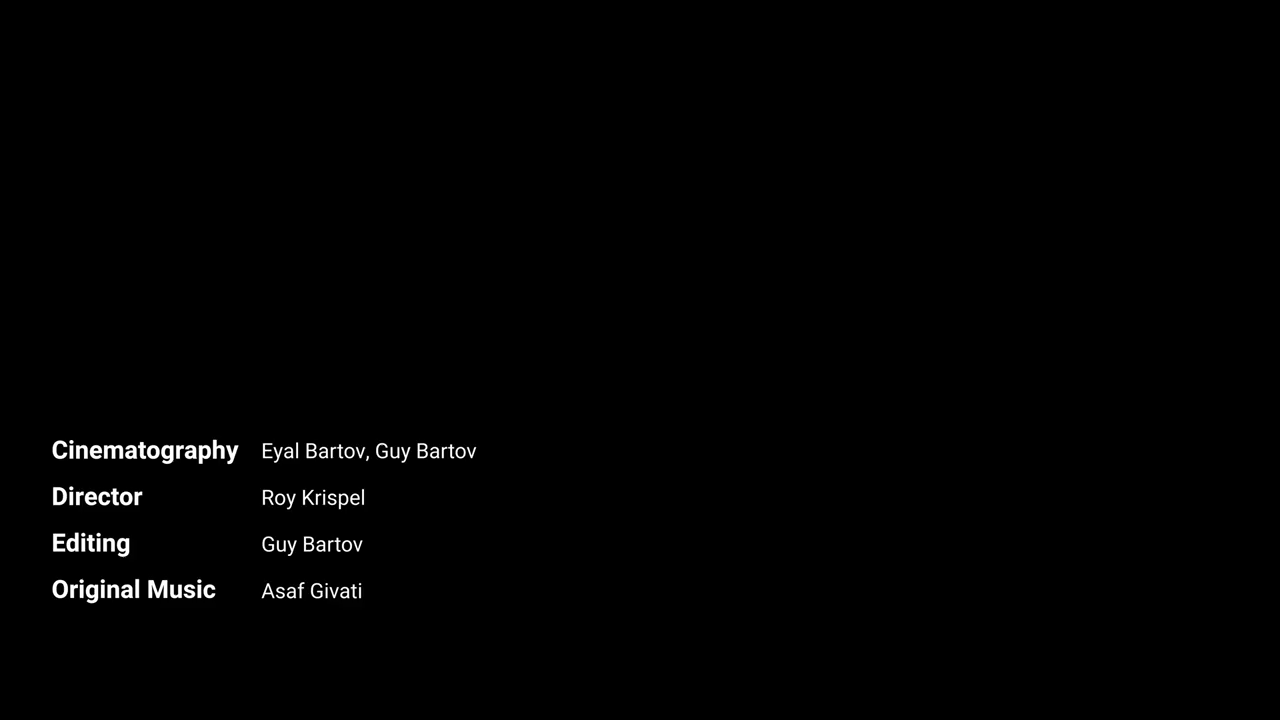 Cinematography Eyal Bartov, Guy Bartov
Director Roy Krispel
Editing Guy Bartov
Original Music Asaf Givati